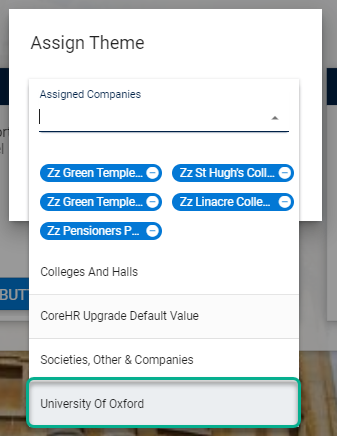 Assign Theme
Assigned Companies
Zz Green Temple...
Zz St Hugh's Coll...
Zz Green Temple...
Zz Linacre Colle...
Zz Pensioners P...
BUTT
Colleges And Halls
CoreHR Upgrade Default Value
Societies, Other & Companies
University Of Oxford